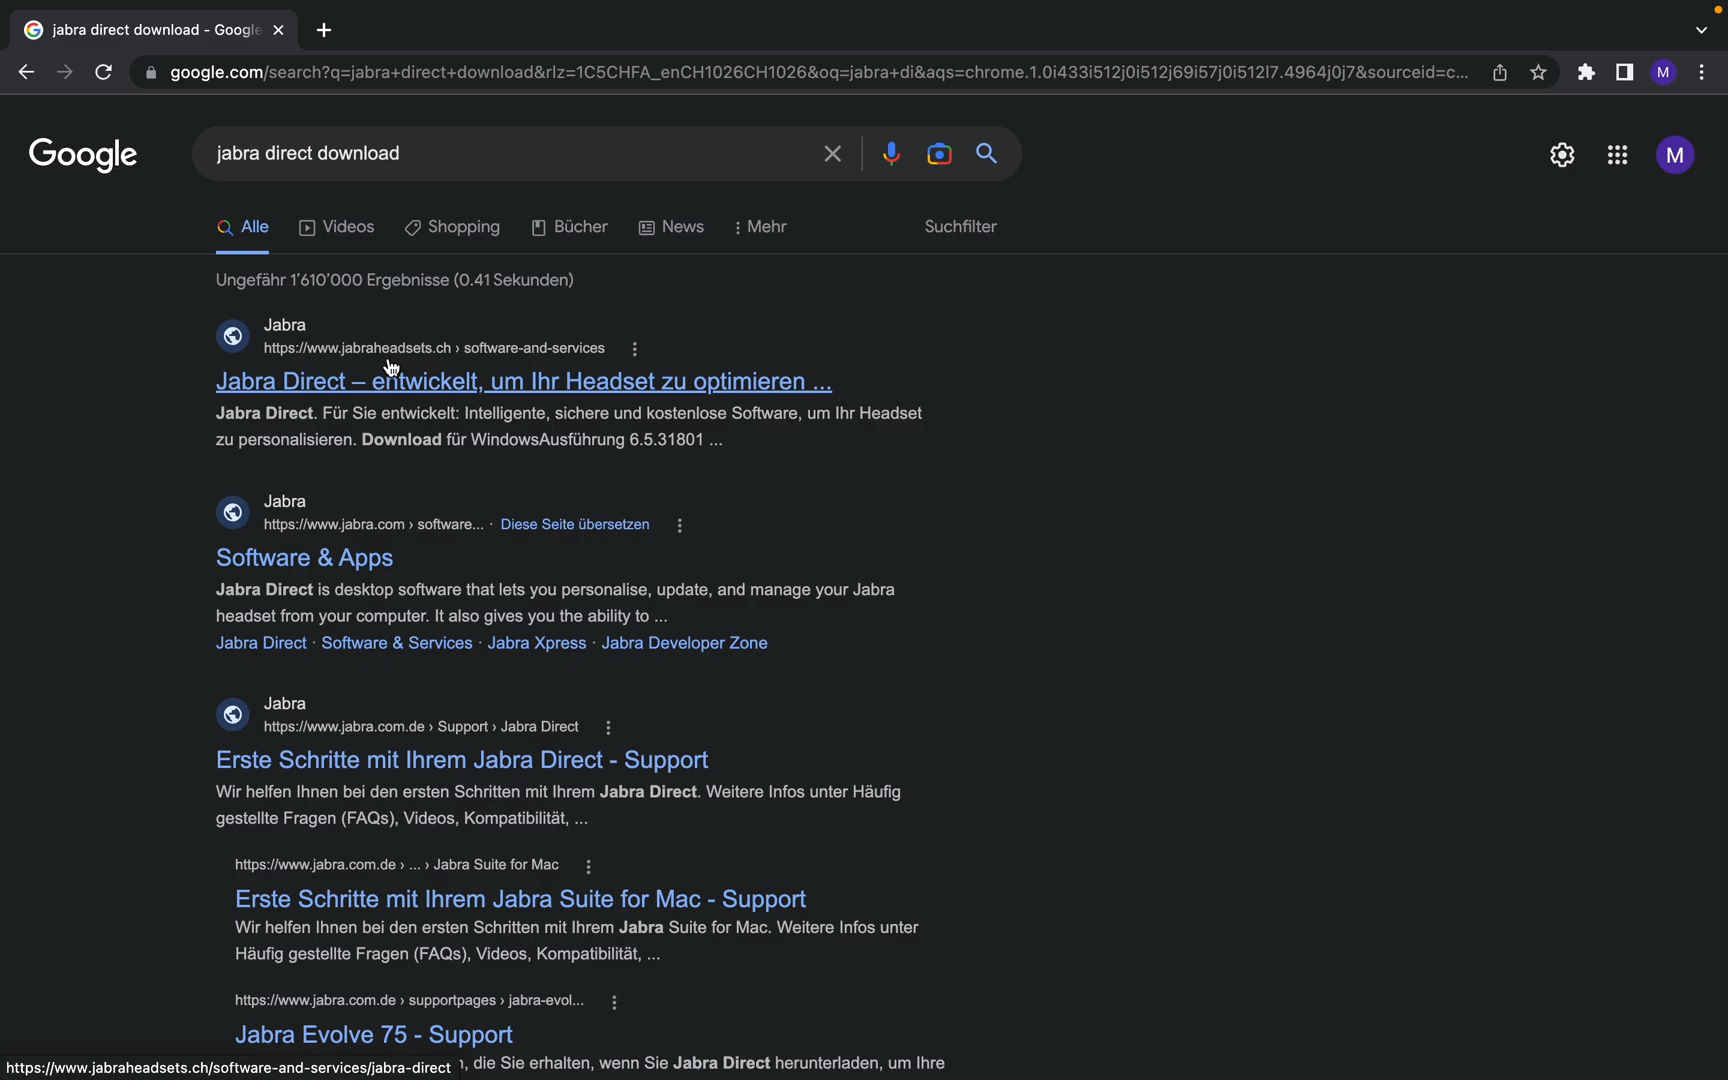 jabra direct download - Google
google.com/search?q=jabra+direct+download&rlz=1C5CHFA_enCH1026CH1026&oq=jabra+di&aqs=chrome.1.0i433i512j0i512j69i57j0i512l7.4964j0j7&sourceid=c...
M
Google
jabra direct download
M
Alle
Videos
Shopping
Bücher
News
Mehr
Suchfilter
Ungefähr 1’610’000 Ergebnisse (0.41 Sekunden)
Jabra
https://www.jabraheadsets.ch › software-and-services
Jabra Direct – entwickelt, um Ihr Headset zu optimieren ...
Jabra Direct. Für Sie entwickelt: Intelligente, sichere und kostenlose Software, um Ihr Headset
zu personalisieren. Download für WindowsAusführung 6.5.31801 ...
Jabra
https://www.jabra.com › software... · Diese Seite übersetzen
Software & Apps
Jabra Direct is desktop software that lets you personalise, update, and manage your Jabra
headset from your computer. It also gives you the ability to ...
Jabra Direct · Software & Services · Jabra Xpress · Jabra Developer Zone
Jabra
https://www.jabra.com.de › Support › Jabra Direct
Erste Schritte mit Ihrem Jabra Direct - Support
Wir helfen Ihnen bei den ersten Schritten mit Ihrem Jabra Direct. Weitere Infos unter Häufig
gestellte Fragen (FAQs), Videos, Kompatibilität, ...
https://www.jabra.com.de › ... › Jabra Suite for Mac
Erste Schritte mit Ihrem Jabra Suite for Mac - Support
Wir helfen Ihnen bei den ersten Schritten mit Ihrem Jabra Suite for Mac. Weitere Infos unter
Häufig gestellte Fragen (FAQs), Videos, Kompatibilität, ...
https://www.jabra.com.de › supportpages › jabra-evol...
Jabra Evolve 75 - Support
, die Sie erhalten, wenn Sie Jabra Direct herunterladen, um Ihre
https://www.jabraheadsets.ch/software-and-services/jabra-direct